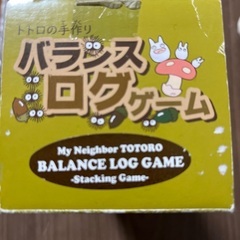 トトロの手作り
バランス
ログゲーム
My Neighbor TOTORO
BALANCE LOG GAME
-Stacking Game-